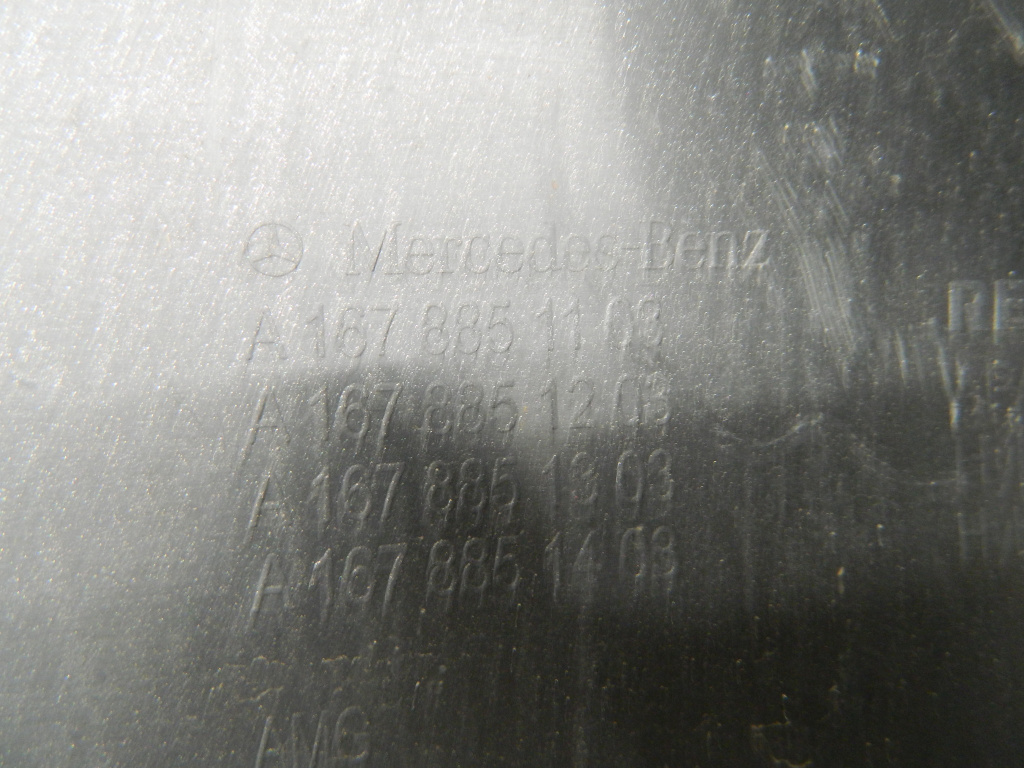 Mercedes-Benz
A 167 885 11 03
A 167 885 12 03
A 167 885 13 03
A 167 885 14 03
AMG